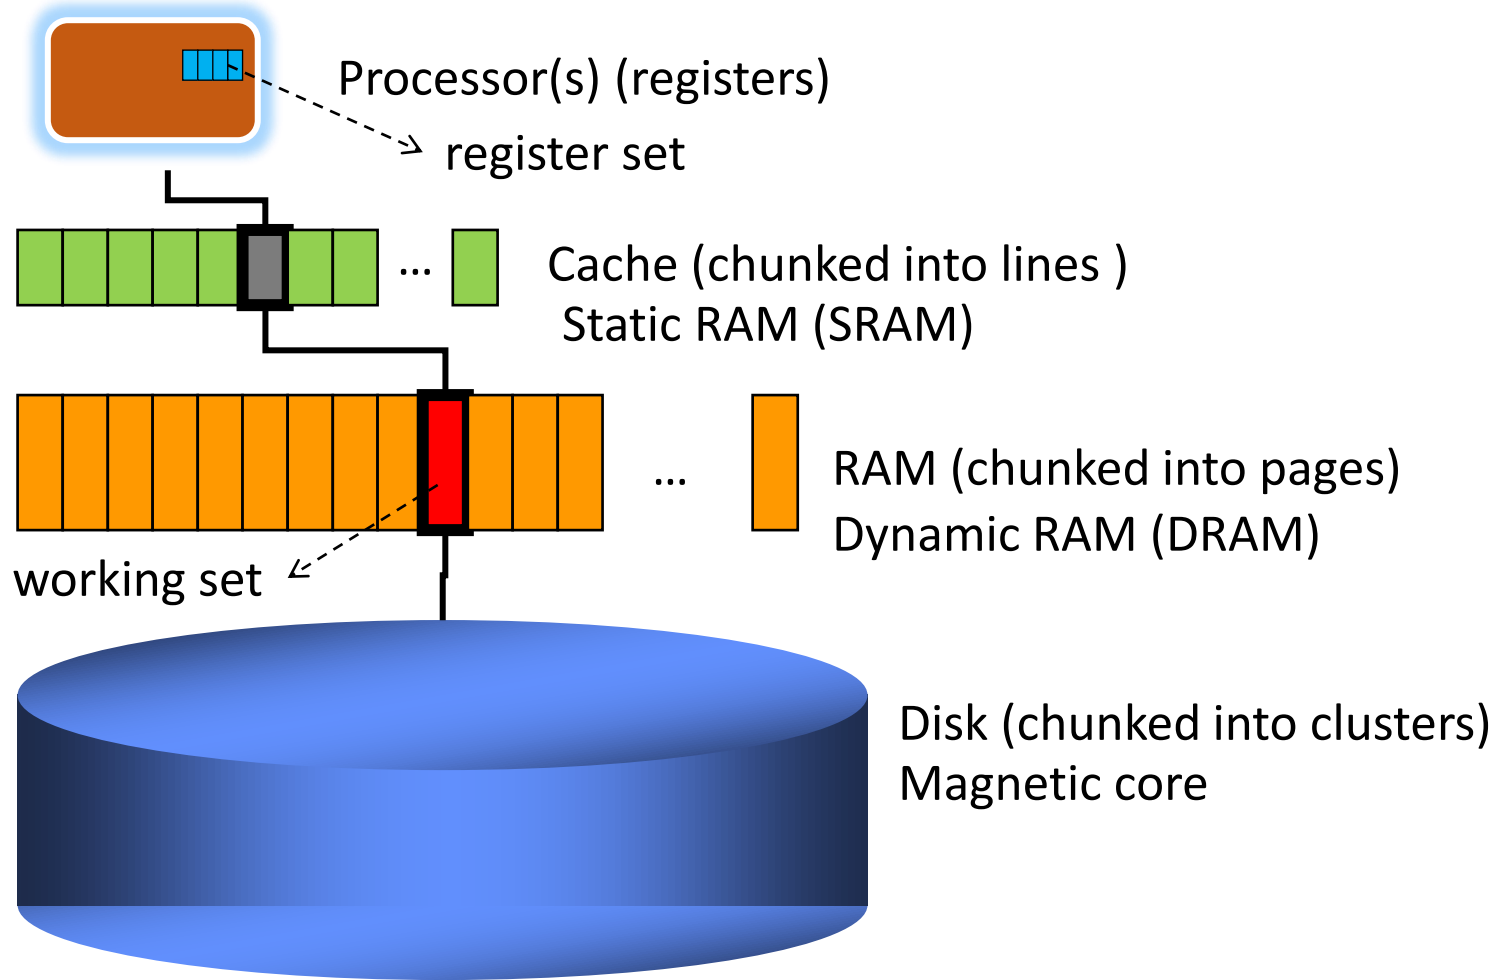 Processor(s) (registers)
register set
...
Cache (chunked into lines )
Static RAM (SRAM)
...
RAM (chunked into pages)
Dynamic RAM (DRAM)
working set
Disk (chunked into clusters)
Magnetic core